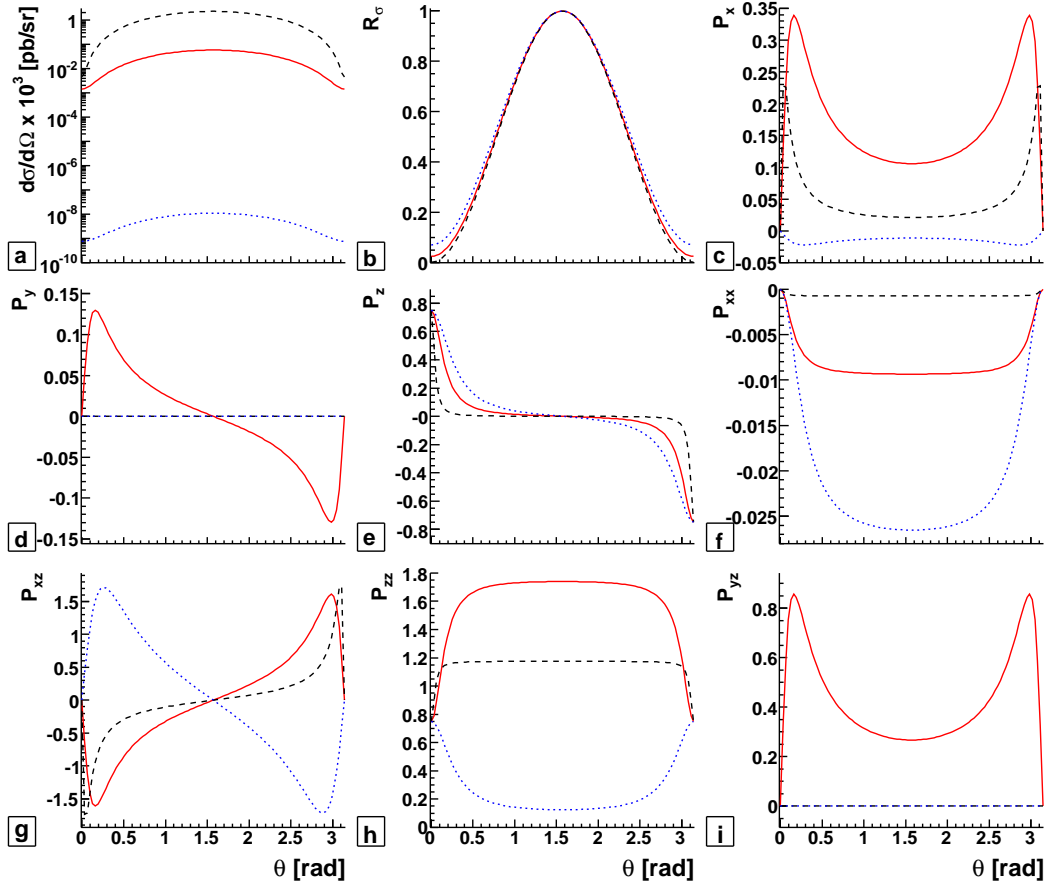 dσ/dΩ x 10³ [pb/sr]
1
10⁻²
10⁻⁴
10⁻⁶
10⁻⁸
10⁻¹⁰
a
R_σ
1
0.8
0.6
0.4
0.2
0
b
P_x
0.35
0.3
0.25
0.2
0.15
0.1
0.05
0
-0.05
c
P_y
0.15
0.1
0.05
0
-0.05
-0.1
-0.15
d
P_z
0.8
0.6
0.4
0.2
-0
-0.2
-0.4
-0.6
-0.8
e
P_xx
0
-0.005
-0.01
-0.015
-0.02
-0.025
f
P_xz
1.5
1
0.5
0
-0.5
-1
-1.5
g
0 0.5 1 1.5 2 2.5 3
θ [rad]
P_zz
1.8
1.6
1.4
1.2
1
0.8
0.6
0.4
0.2
0
h
0 0.5 1 1.5 2 2.5 3
θ [rad]
P_yz
0.8
0.6
0.4
0.2
0
i
0 0.5 1 1.5 2 2.5 3
θ [rad]